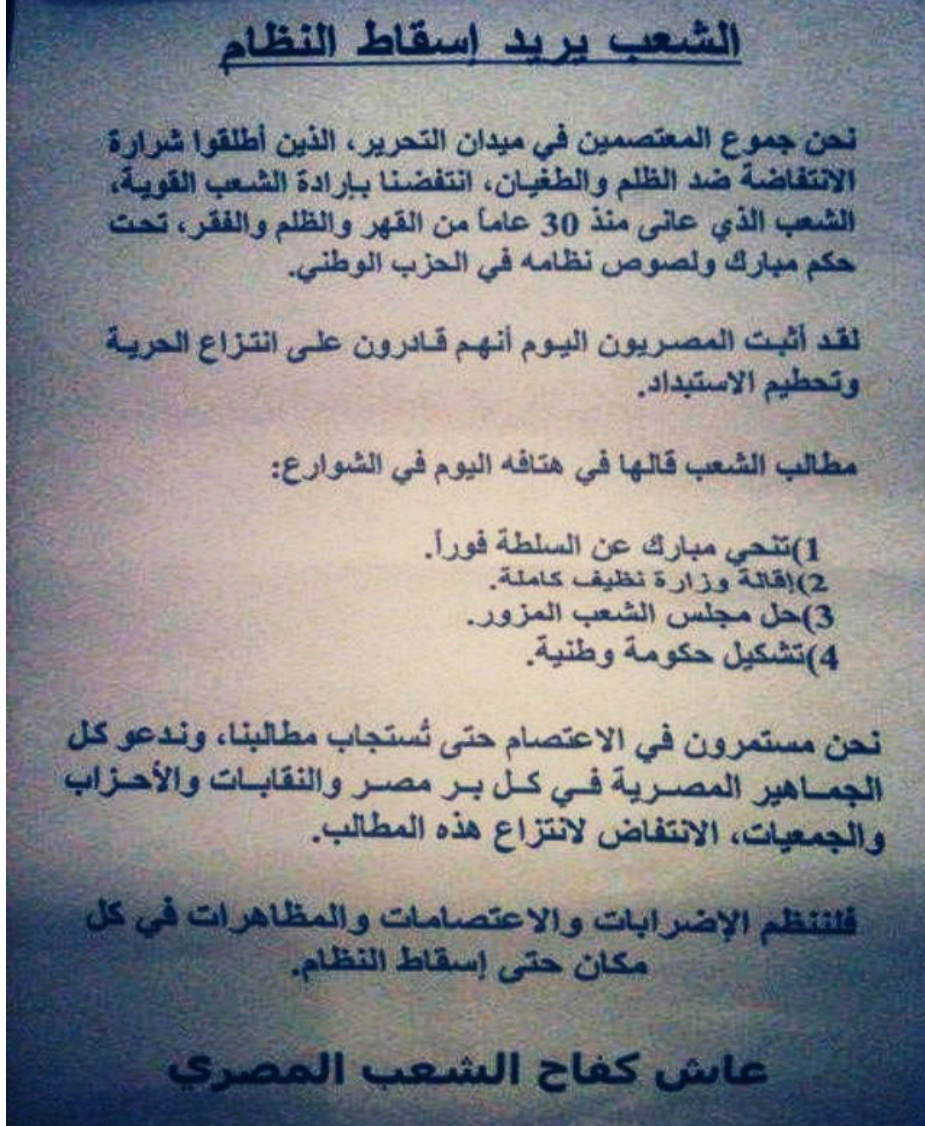 الشعب يريد إسقاط النظام
نحن جموع المعتصمين في ميدان التحرير، الذين أطلقوا شرارة
الانتفاضة ضد الظلم والطغيان، انتفضنا بإرادة الشعب القوية،
الشعب الذي عانى منذ 30 عاماً من القهر والظلم والفقر، تحت
حكم مبارك ولصوص نظامه في الحزب الوطني.
لقد أثبت المصريون اليوم أنهم قادرون على انتزاع الحرية
وتحطيم الاستبداد.
مطالب الشعب قالها في هتافه اليوم في الشوارع:
1)تنحي مبارك عن السلطة فوراً.
2)إقالة وزارة نظيف كاملة.
3)حل مجلس الشعب المزور.
4)تشكيل حكومة وطنية.
نحن مستمرون في الاعتصام حتى تُستجاب مطالبنا، وندعو كل
الجماهير المصرية في كل بر مصر والنقابات والأحزاب
والجمعيات، الانتفاض لانتزاع هذه المطالب.
فلننظم الإضرابات والاعتصامات والمظاهرات في كل
مكان حتى إسقاط النظام.
عاش كفاح الشعب المصري